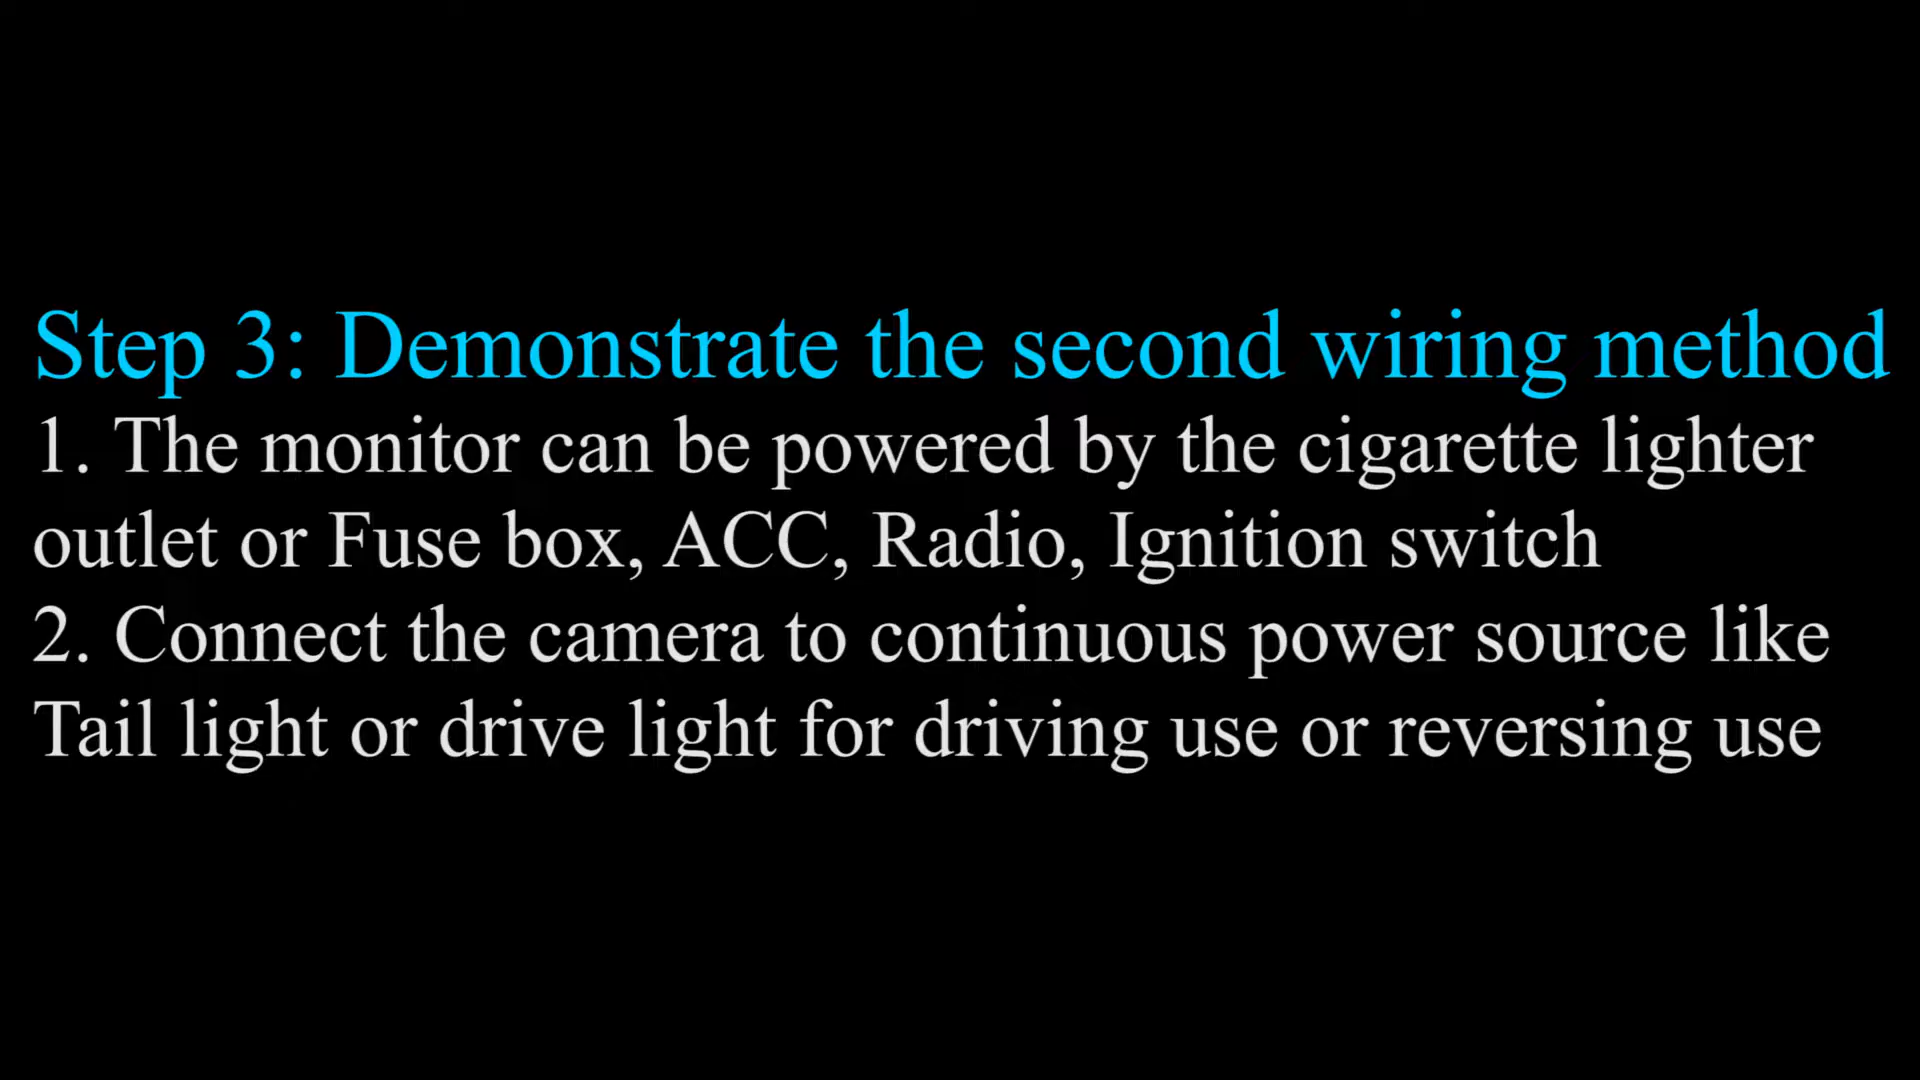 Step 3: Demonstrate the second wiring method
1. The monitor can be powered by the cigarette lighter
outlet or Fuse box, ACC, Radio, Ignition switch
2. Connect the camera to continuous power source like
Tail light or drive light for driving use or reversing use